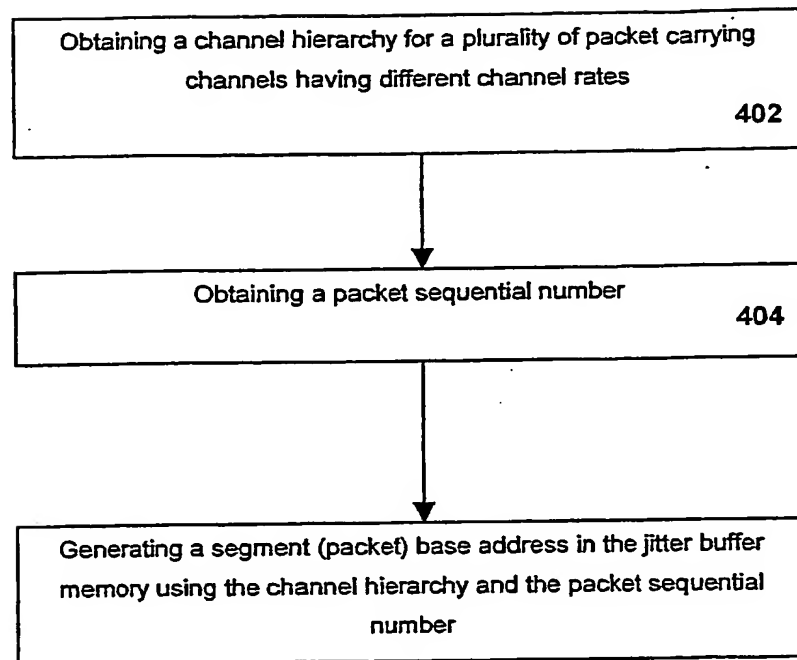 Obtaining a channel hierarchy for a plurality of packet carrying
channels having different channel rates
402
Obtaining a packet sequential number
404
Generating a segment (packet) base address in the jitter buffer
memory using the channel hierarchy and the packet sequential
number